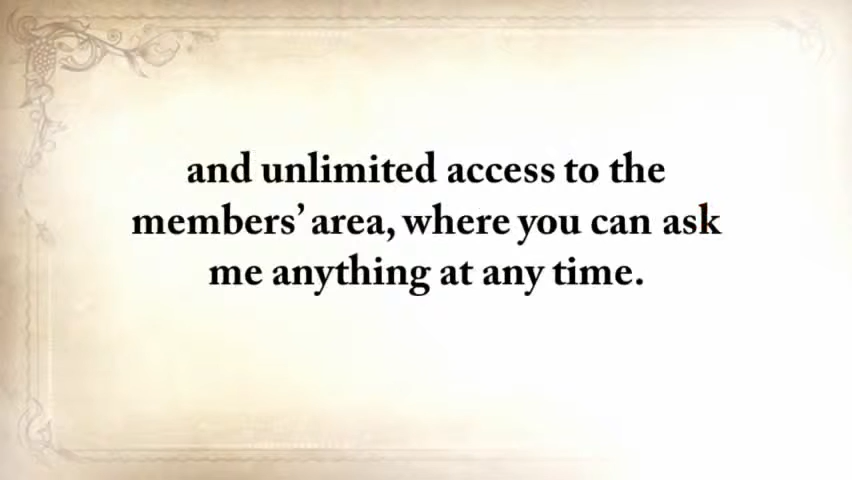 and unlimited access to the
members’ area, where you can ask
me anything at any time.